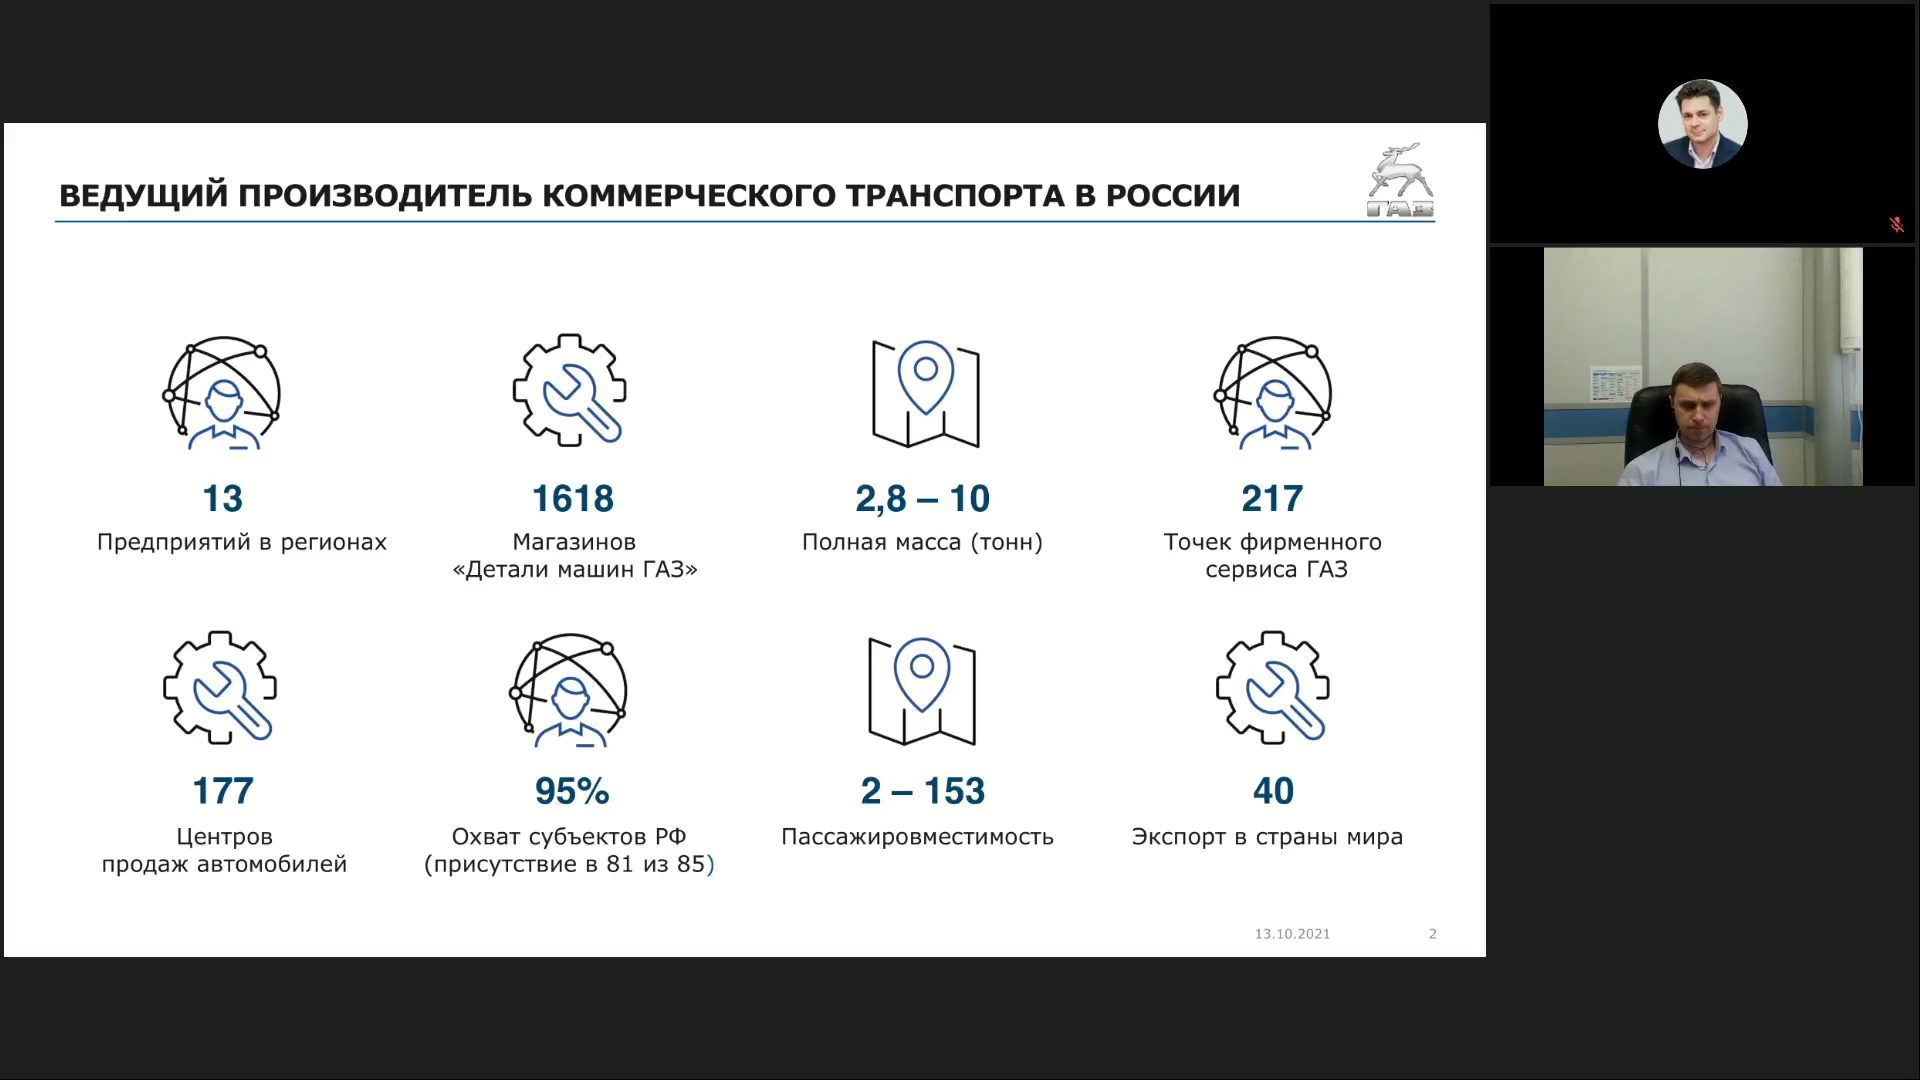 ВЕДУЩИЙ ПРОИЗВОДИТЕЛЬ КОММЕРЧЕСКОГО ТРАНСПОРТА В РОССИИ
ГАЗ
13
Предприятий в регионах
1618
Магазинов
«Детали машин ГАЗ»
2,8 – 10
Полная масса (тонн)
217
Точек фирменного
сервиса ГАЗ
177
Центров
продаж автомобилей
95%
Охват субъектов РФ
(присутствие в 81 из 85)
2 – 153
Пассажировместимость
40
Экспорт в страны мира
13.10.2021
2